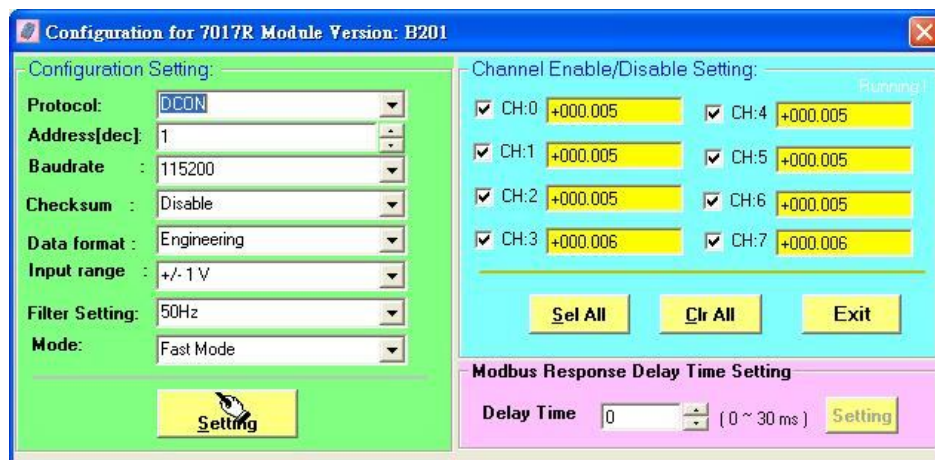 Configuration for 7017R Module Version: B201
Configuration Setting:
Protocol: DCON
Address[dec]: 1
Baudrate : 115200
Checksum : Disable
Data format : Engineering
Input range : +/- 1 V
Filter Setting: 50Hz
Mode: Fast Mode
Setting
Channel Enable/Disable Setting:
Running !
CH:0 +000.005 CH:4 +000.005
CH:1 +000.005 CH:5 +000.005
CH:2 +000.005 CH:6 +000.005
CH:3 +000.006 CH:7 +000.006
Sel All Clr All Exit
Modbus Response Delay Time Setting
Delay Time 0 ( 0 ~ 30 ms ) Setting